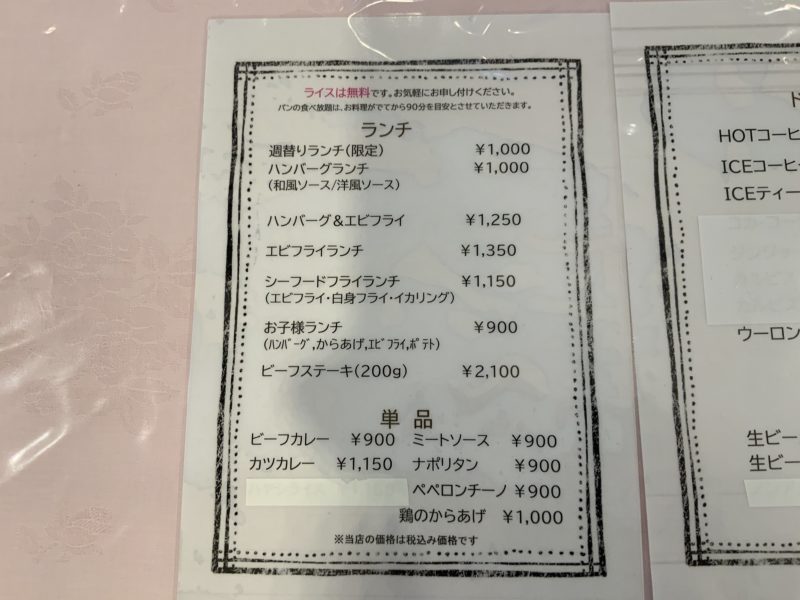 ライスは無料です。お気軽にお申し付けください。
パンの食べ放題は、お料理がでてから90分を目安とさせていただきます。
ランチ
週替りランチ(限定) ￥1,000
ハンバーグランチ ￥1,000
(和風ソース/洋風ソース)
ハンバーグ＆エビフライ ￥1,250
エビフライランチ ￥1,350
シーフードフライランチ ￥1,150
(エビフライ・白身フライ・イカリング)
お子様ランチ ￥900
(ﾊﾝﾊﾞｰｸﾞ,からあげ,ｴﾋﾞﾌﾗｲ,ﾎﾟﾃﾄ)
ビーフステーキ(200g) ￥2,100
単 品
ビーフカレー ￥900 ミートソース ￥900
カツカレー ￥1,150 ナポリタン ￥900
ペペロンチーノ ￥900
鶏のからあげ ￥1,000
※当店の価格は税込み価格です
ド
HOTコーヒ
ICEコーヒ
ICEティー
ウーロン
生ビー
生ビー